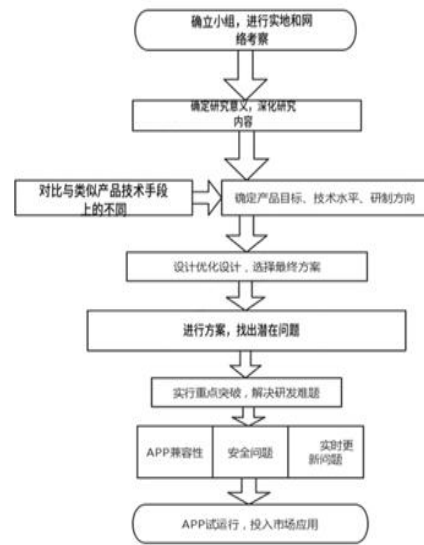 确立小组，进行实地和网
络考察
确定研究意义，深化研究
内容
对比与类似产品技术手段
上的不同
确定产品目标、技术水平、研制方向
设计优化设计，选择最终方案
进行方案，找出潜在问题
实行重点突破，解决研发难题
APP兼容性
安全问题
实时更
新问题
APP试运行，投入市场应用